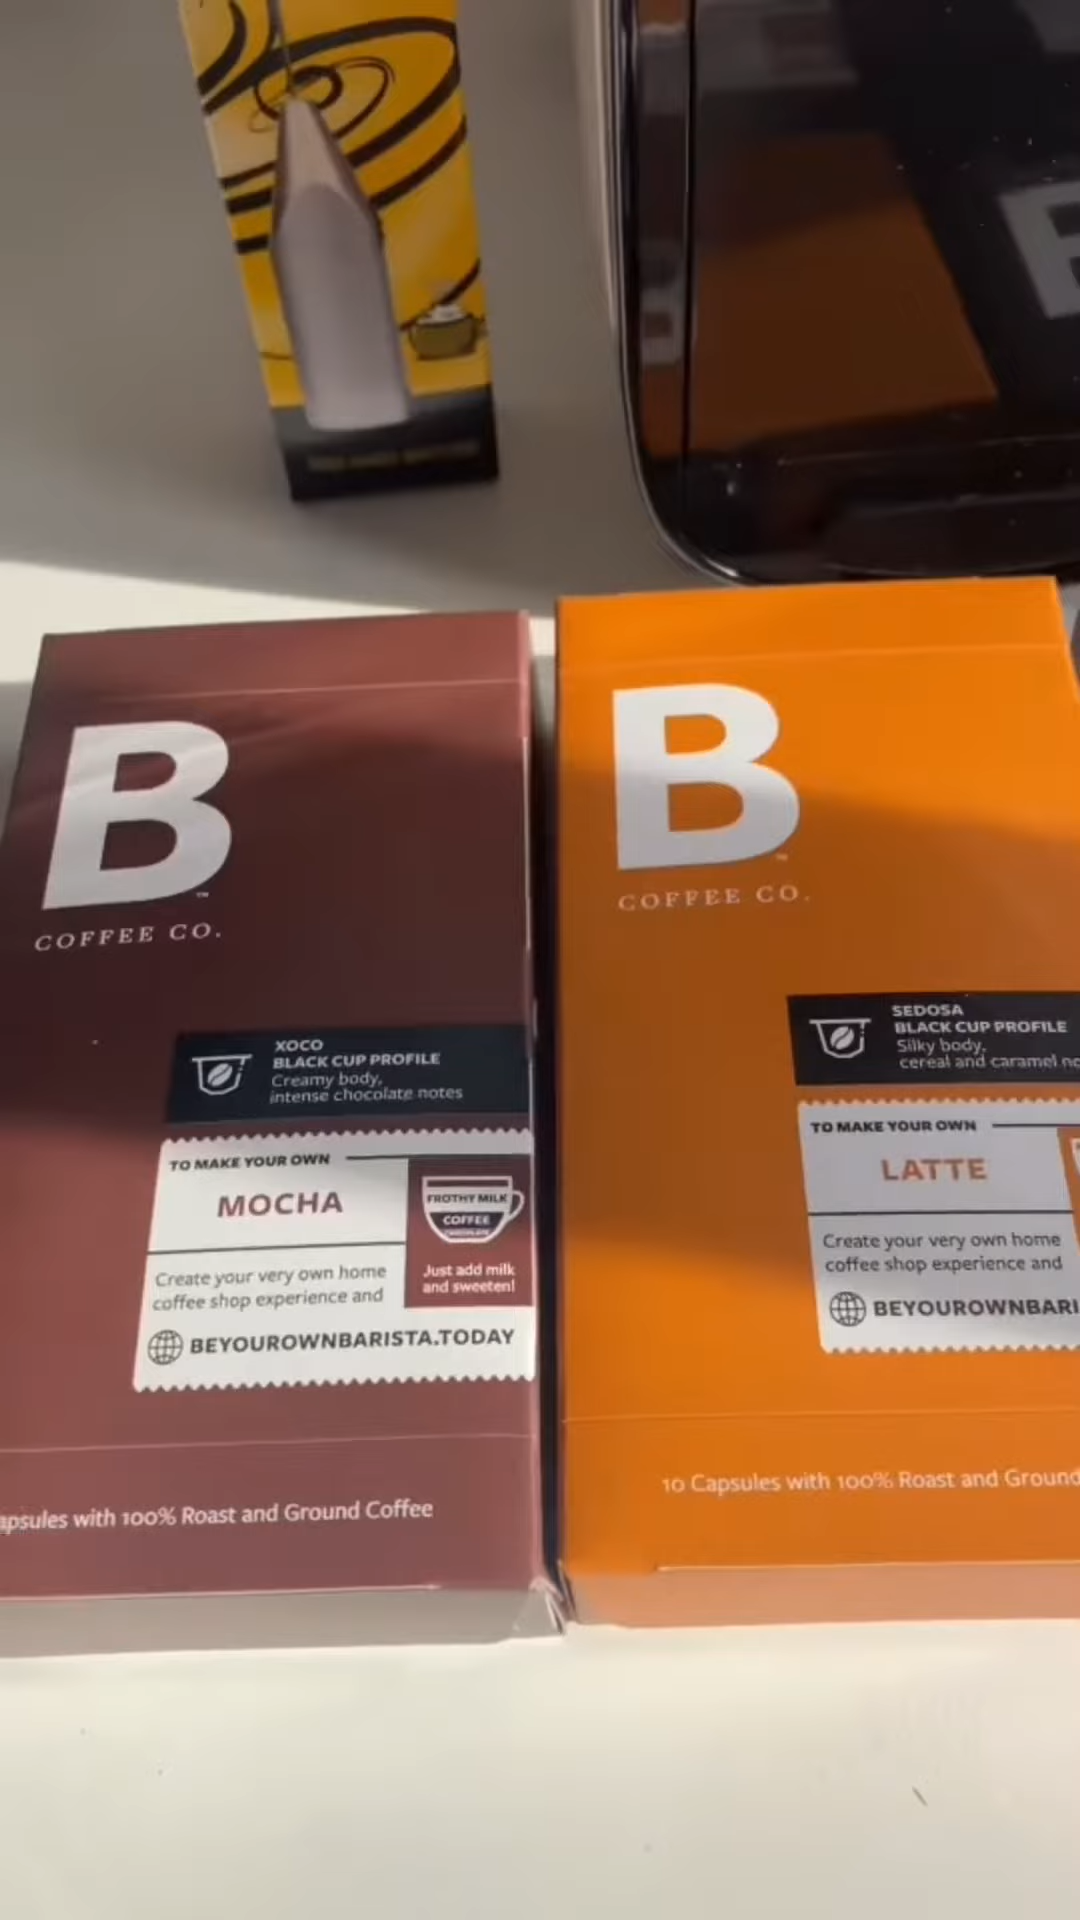 B
™
COFFEE CO.
XOCO
BLACK CUP PROFILE
Creamy body,
intense chocolate notes
TO MAKE YOUR OWN
MOCHA
FROTHY MILK
COFFEE
Just add milk
and sweeten!
Create your very own home
coffee shop experience and
BEYOUROWNBARISTA.TODAY
apsules with 100% Roast and Ground Coffee
B
™
COFFEE CO.
SEDOSA
BLACK CUP PROFILE
Silky body,
cereal and caramel no
TO MAKE YOUR OWN
LATTE
Create your very own home
coffee shop experience and
BEYOUROWNBARI
10 Capsules with 100% Roast and Ground